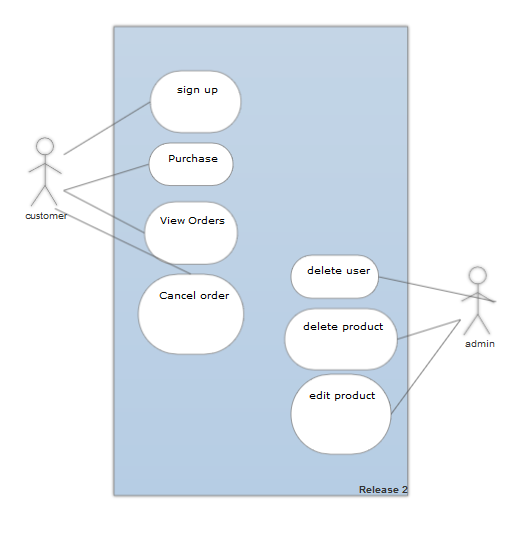 sign up
Purchase
View Orders
Cancel order
customer
delete user
delete product
edit product
admin
Release 2